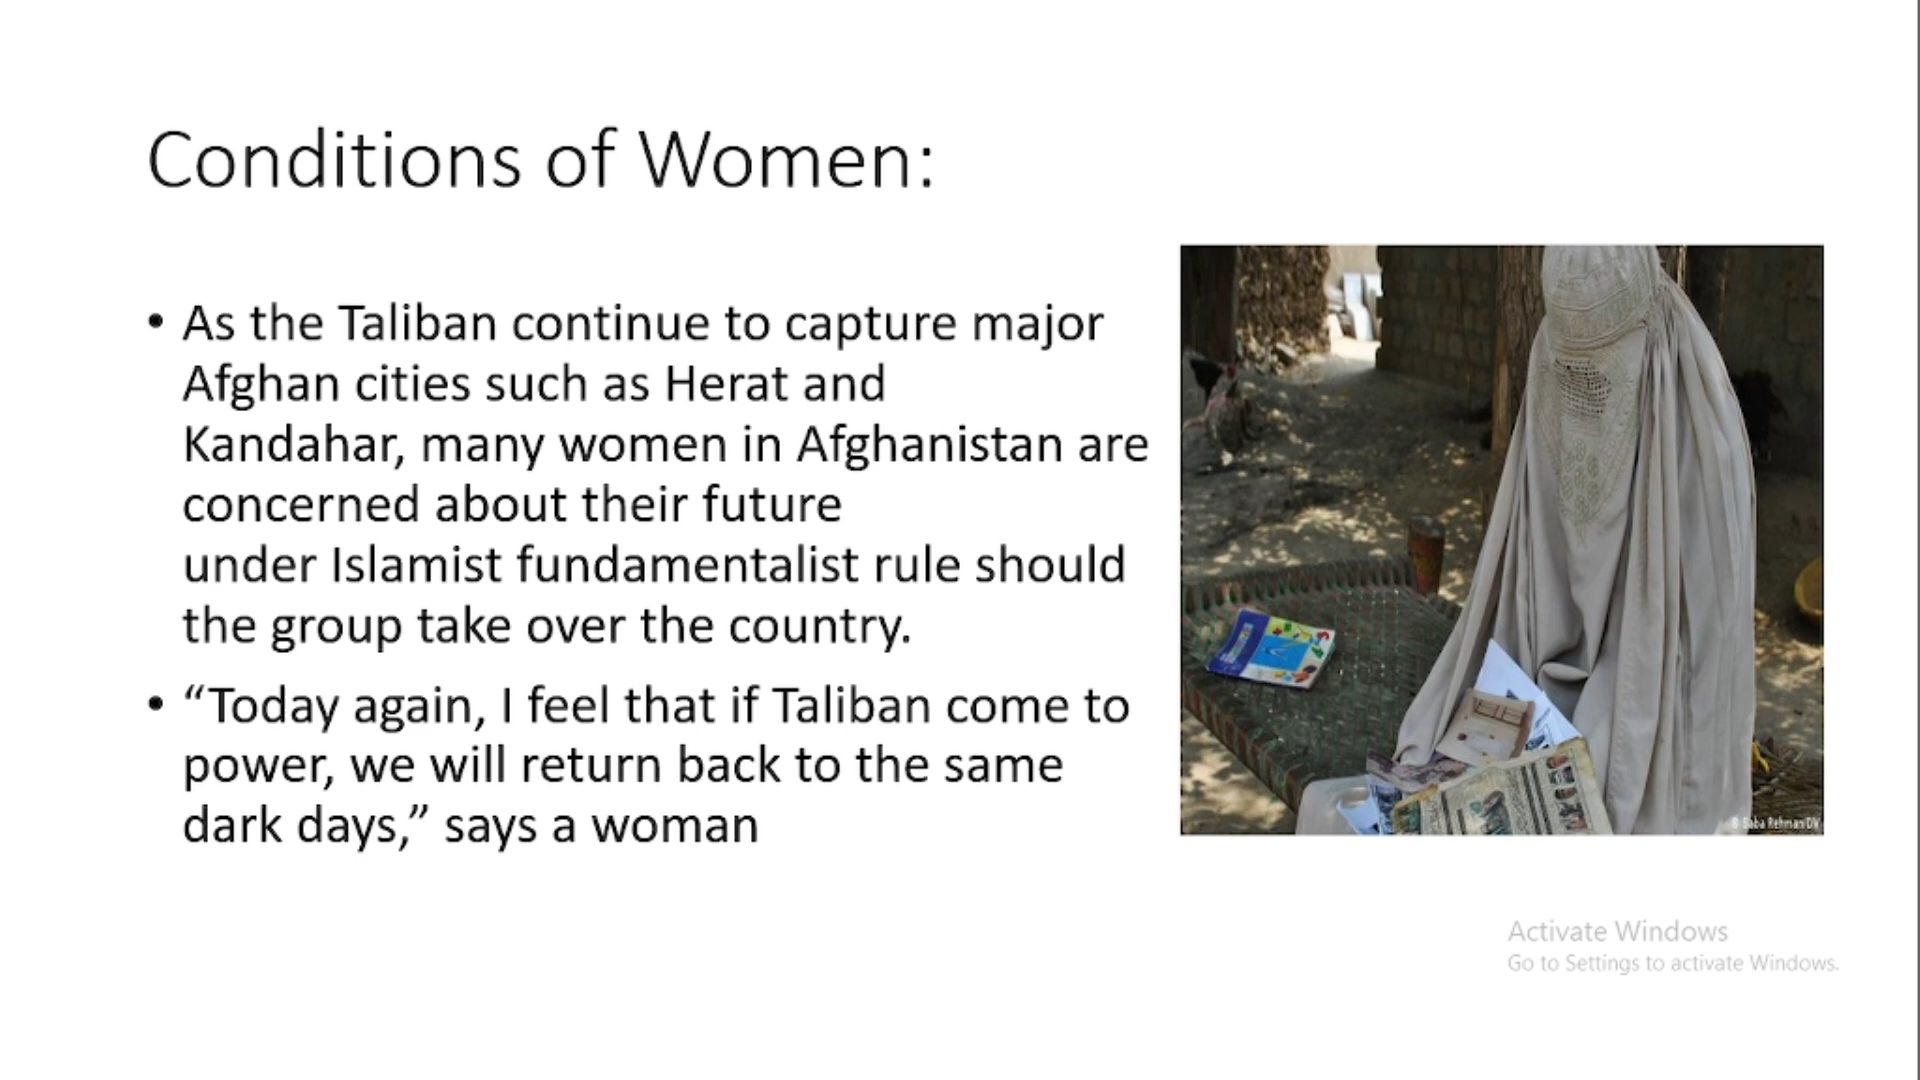 Conditions of Women:
• As the Taliban continue to capture major
Afghan cities such as Herat and
Kandahar, many women in Afghanistan are
concerned about their future
under Islamist fundamentalist rule should
the group take over the country.
• “Today again, I feel that if Taliban come to
power, we will return back to the same
dark days,” says a woman
© Saba Rehman/DW
Activate Windows
Go to Settings to activate Windows.